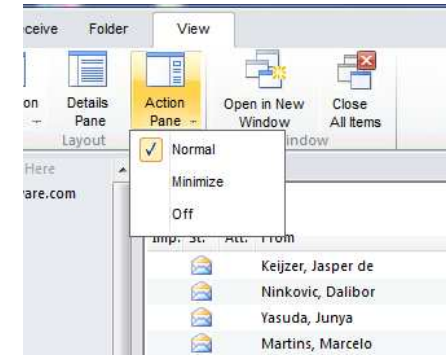 ceive Folder View
on Details Pane Action Pane Open in New Window Close All Items
Layout indow
Here
are.com
Normal
Minimize
Off
Imp. St. Att. From
Keijzer, Jasper de
Ninkovic, Dalibor
Yasuda, Junya
Martins, Marcelo